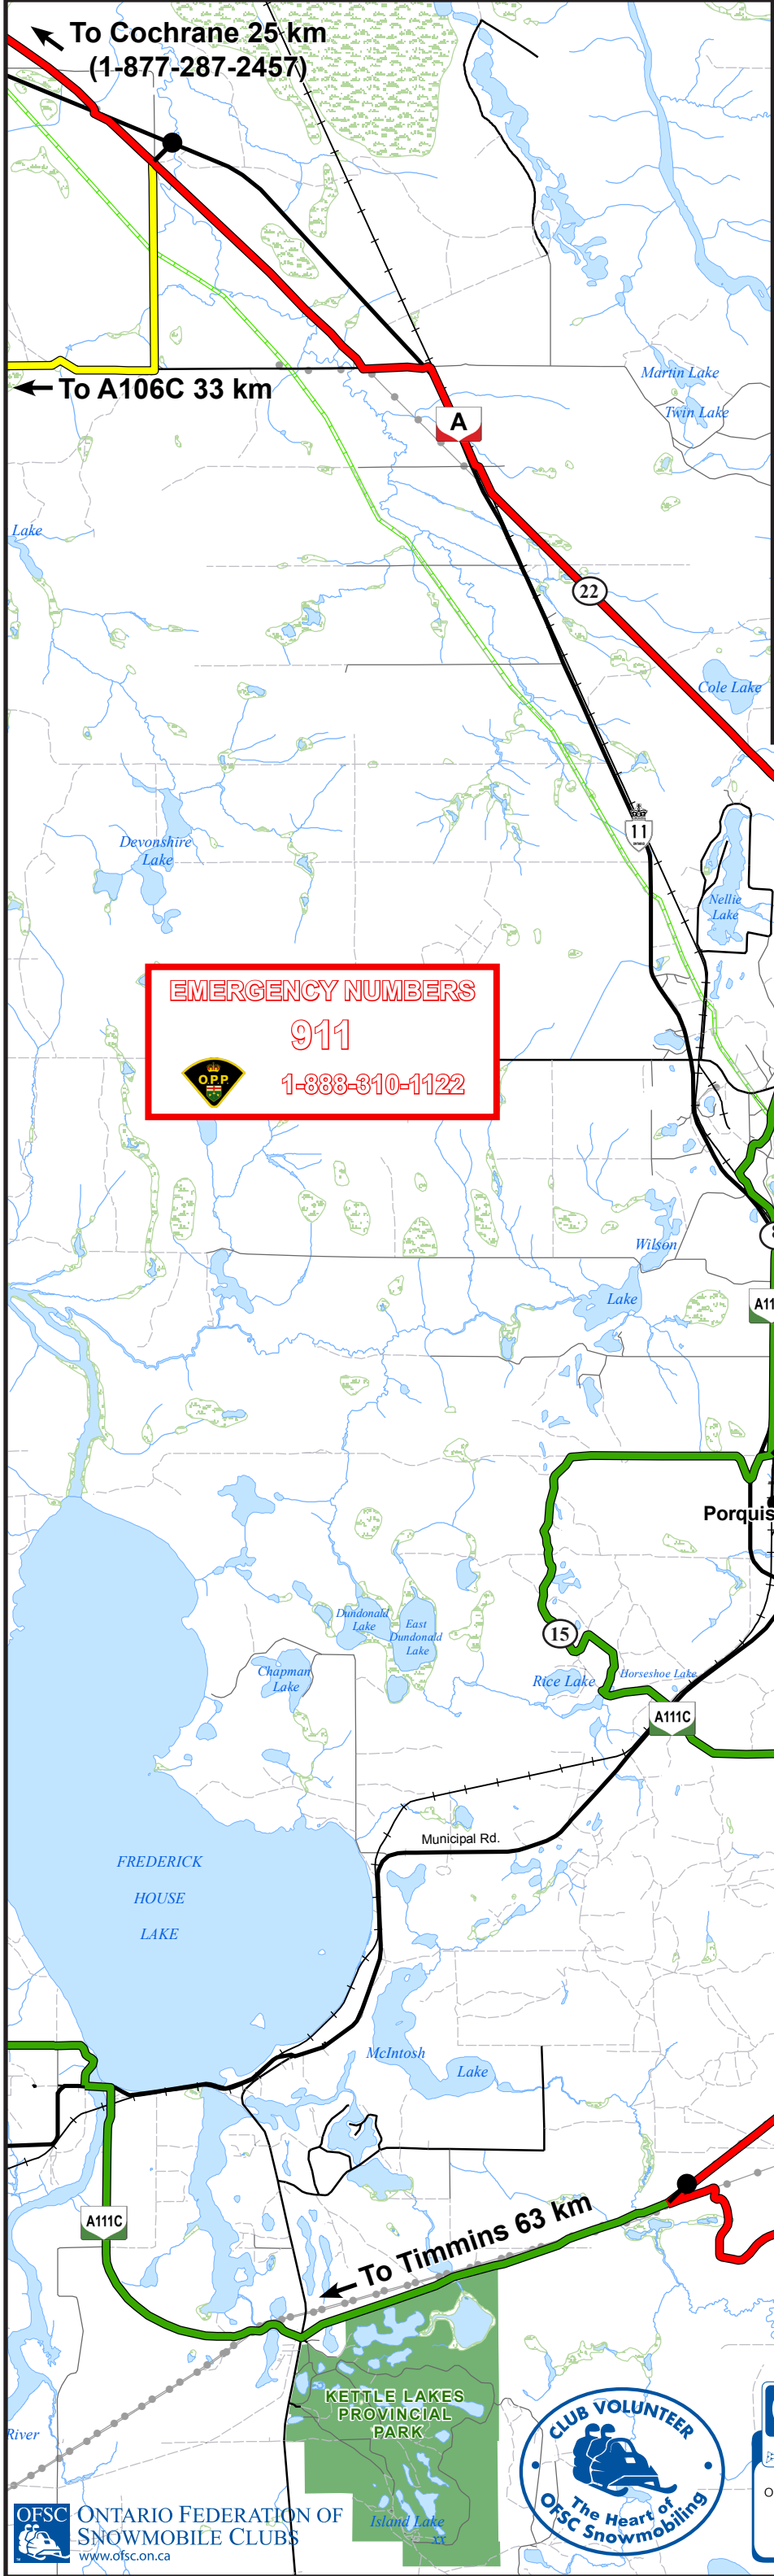 To Cochrane 25 km
(1-877-287-2457)
Martin Lake
To A106C 33 km
Twin Lake
A
Lake
22
Cole Lake
11
Devonshire
Lake
Nellie
Lake
EMERGENCY NUMBERS
911
O.P.P.
1-888-310-1122
Wilson
Lake
A11
Porquis
Dundonald
Lake
East
Dundonald
Lake
15
Chapman
Lake
Rice Lake
Horseshoe Lake
A111C
Municipal Rd.
FREDERICK
HOUSE
LAKE
McIntosh
Lake
A111C
To Timmins 63 km
KETTLE LAKES
PROVINCIAL
PARK
River
CLUB VOLUNTEER
The Heart of
OFSC Snowmobiling
Island Lake
OFSC
ONTARIO FEDERATION OF
SNOWMOBILE CLUBS
www.ofsc.on.ca